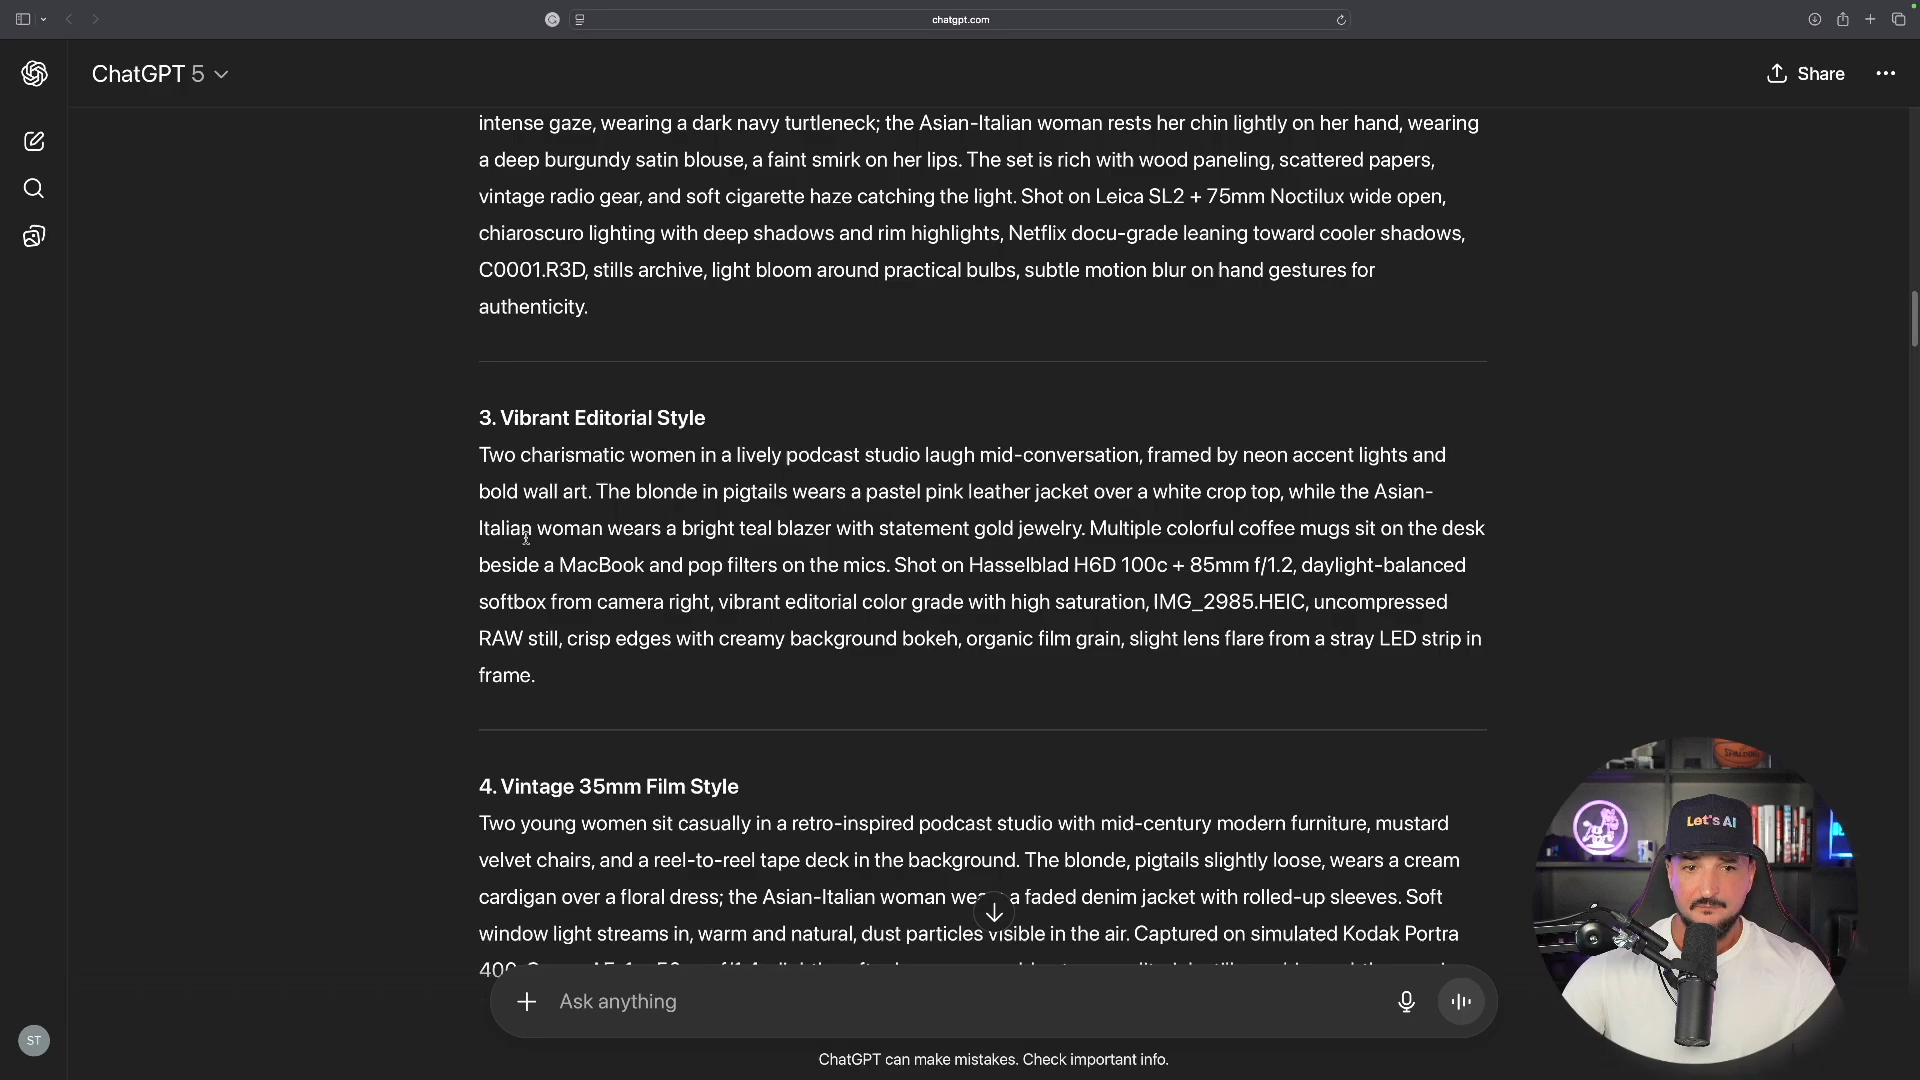 chatgpt.com
ChatGPT 5
Share
intense gaze, wearing a dark navy turtleneck; the Asian-Italian woman rests her chin lightly on her hand, wearing
a deep burgundy satin blouse, a faint smirk on her lips. The set is rich with wood paneling, scattered papers,
vintage radio gear, and soft cigarette haze catching the light. Shot on Leica SL2 + 75mm Noctilux wide open,
chiaroscuro lighting with deep shadows and rim highlights, Netflix docu-grade leaning toward cooler shadows,
C0001.R3D, stills archive, light bloom around practical bulbs, subtle motion blur on hand gestures for
authenticity.
3. Vibrant Editorial Style
Two charismatic women in a lively podcast studio laugh mid-conversation, framed by neon accent lights and
bold wall art. The blonde in pigtails wears a pastel pink leather jacket over a white crop top, while the Asian-
Italian woman wears a bright teal blazer with statement gold jewelry. Multiple colorful coffee mugs sit on the desk
beside a MacBook and pop filters on the mics. Shot on Hasselblad H6D 100c + 85mm f/1.2, daylight-balanced
softbox from camera right, vibrant editorial color grade with high saturation, IMG_2985.HEIC, uncompressed
RAW still, crisp edges with creamy background bokeh, organic film grain, slight lens flare from a stray LED strip in
frame.
4. Vintage 35mm Film Style
Two young women sit casually in a retro-inspired podcast studio with mid-century modern furniture, mustard
velvet chairs, and a reel-to-reel tape deck in the background. The blonde, pigtails slightly loose, wears a cream
cardigan over a floral dress; the Asian-Italian woman a faded denim jacket with rolled-up sleeves. Soft
window light streams in, warm and natural, dust particles visible in the air. Captured on simulated Kodak Portra
400
Ask anything
ChatGPT can make mistakes. Check important info.
ST
Let's AI
SPALDING